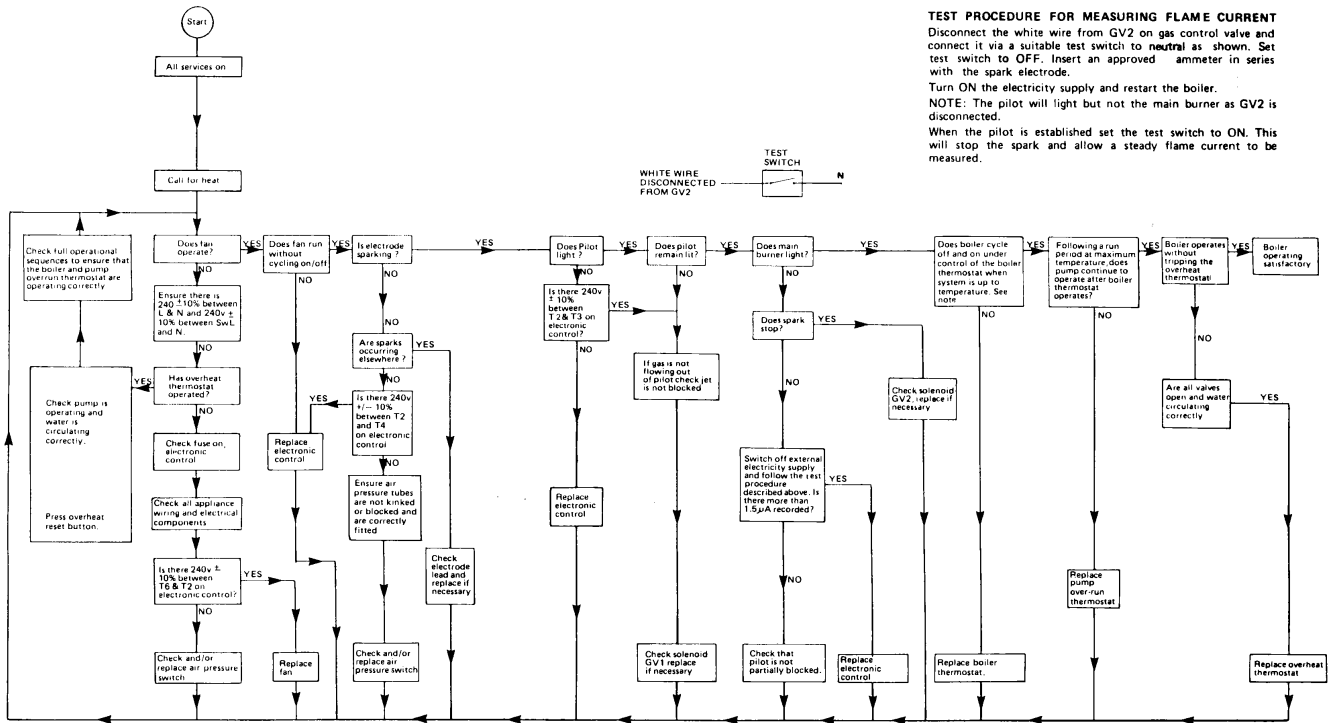 TEST PROCEDURE FOR MEASURING FLAME CURRENT
Disconnect the white wire from GV2 on gas control valve and
connect it via a suitable test switch to neutral as shown. Set
test switch to OFF. Insert an approved ammeter in series
with the spark electrode.
Turn ON the electricity supply and restart the boiler.
NOTE: The pilot will light but not the main burner as GV2 is
disconnected.
When the pilot is established set the test switch to ON. This
will stop the spark and allow a steady flame current to be
measured.
Start
All services on
Call for heat
TEST
SWITCH
WHITE WIRE
DISCONNECTED
FROM GV2
N
Check full operational
sequences to ensure that
the boiler and pump
overrun thermostat are
operating correctly
Does fan
operate?
YES
Does fan run
without
cycling on/off
YES
Is electrode
sparking ?
YES
Does Pilot
light ?
YES
Does pilot
remain lit?
YES
Does main
burner light?
YES
Does boiler cycle
off and on under
control of the boiler
thermostat when
system is up to
temperature. See
note
YES
Following a run
period at maximum
temperature, does
pump continue to
operate after boiler
thermostat
operates?
YES
Boiler operates
without
tripping the
overheat
thermostat
YES
Boiler
operating
satisfactory
NO
NO
NO
NO
NO
NO
NO
NO
NO
Ensure there is
240 ±10% between
L & N and 240v ±
10% between SwL
and N.
NO
Is there 240v
± 10%
between
T2 & T3 on
electronic
control?
YES
NO
Does spark
stop?
YES
NO
NO
Are sparks
occurring
elsewhere ?
YES
NO
If gas is not
flowing out
of pilot check jet
is not blocked
Check pump is
operating and
water is
circulating
correctly.
Press overheat
reset button.
YES
Has overheat
thermostat
operated?
NO
Is there 240v
+/– 10%
between T2
and T4
on electronic
control
YES
NO
Check solenoid
GV2, replace if
necessary
Are all valves
open and water
circulating
correctly
YES
Check fuse on
electronic
control
Replace
electronic
control
Switch off external
electricity supply
and follow the test
procedure
described above. Is
there more than
1.5µA recorded?
YES
NO
Check all appliance
wiring and electrical
components
Ensure air
pressure tubes
are not kinked
or blocked and
are correctly
fitted
Replace
electronic
control
Is there 240v ±
10% between
T6 & T2 on
electronic control?
YES
NO
Check
electrode
lead and
replace if
necessary
Replace
pump
over-run
thermostat
Check and/or
replace air pressure
switch
Replace
fan
Check and/or
replace air
pressure switch
Check solenoid
GV1 replace
if necessary
Check that
pilot is not
partially blocked.
Replace
electronic
control
Replace boiler
thermostat.
Replace overheat
thermostat